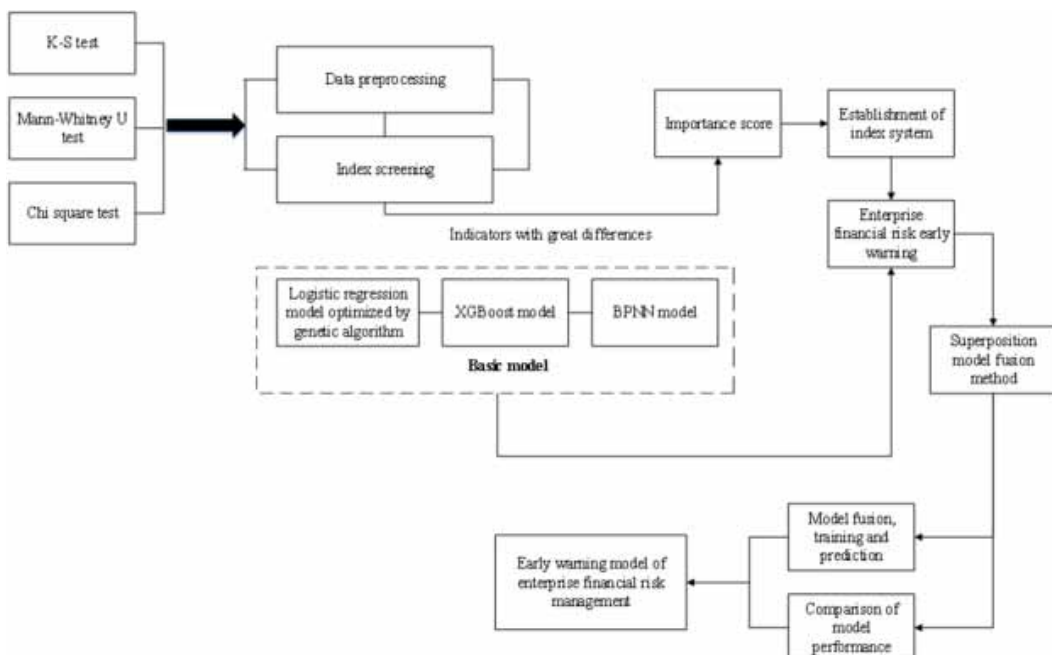 K-S test
Mann-Whitney U
test
Chi square test
Data preprocessing
Index screening
Indicators with great differences
Importance score
Establishment of
index system
Enterprise
financial risk early
warning
Logistic regression
model optimized by
genetic algorithm
XGBoost model
BPNN model
Basic model
Superposition
model fusion
method
Model fusion,
training and
prediction
Early warning model of
enterprise financial risk
management
Comparison of
model
performance